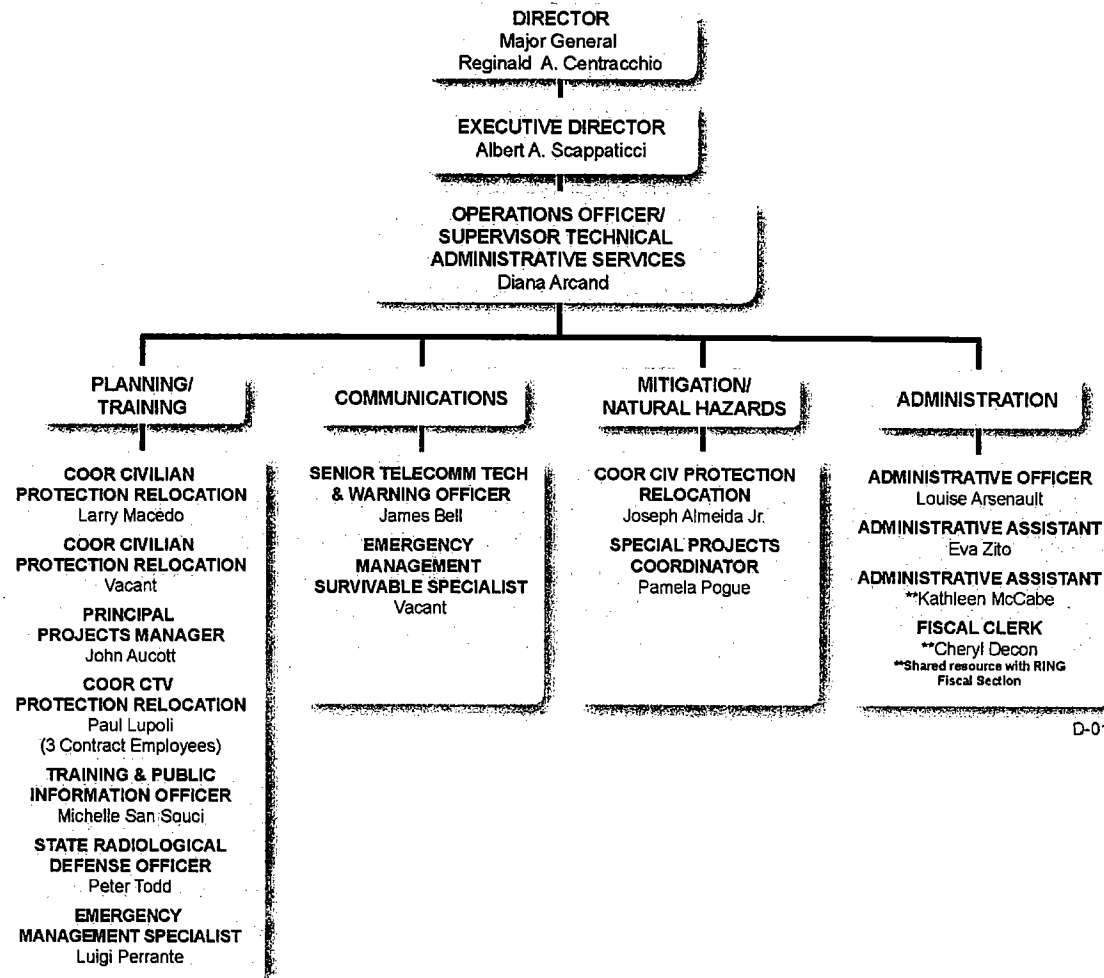 DIRECTOR
Major General
Reginald A. Centracchio
EXECUTIVE DIRECTOR
Albert A. Scappaticci
OPERATIONS OFFICER/
SUPERVISOR TECHNICAL
ADMINISTRATIVE SERVICES
Diana Arcand
PLANNING/
TRAINING
COOR CIVILIAN
PROTECTION RELOCATION
Larry Macedo
COOR CIVILIAN
PROTECTION RELOCATION
Vacant
PRINCIPAL
PROJECTS MANAGER
John Aucott
COOR CTV
PROTECTION RELOCATION
Paul Lupoli
(3 Contract Employees)
TRAINING & PUBLIC
INFORMATION OFFICER
Michelle San Souci
STATE RADIOLOGICAL
DEFENSE OFFICER
Peter Todd
EMERGENCY
MANAGEMENT SPECIALIST
Luigi Perrante
COMMUNICATIONS
SENIOR TELECOMM TECH
& WARNING OFFICER
James Bell
EMERGENCY
MANAGEMENT
SURVIVABLE SPECIALIST
Vacant
MITIGATION/
NATURAL HAZARDS
COOR CIV PROTECTION
RELOCATION
Joseph Almeida Jr.
SPECIAL PROJECTS
COORDINATOR
Pamela Pogue
ADMINISTRATION
ADMINISTRATIVE OFFICER
Louise Arsenault
ADMINISTRATIVE ASSISTANT
Eva Zito
ADMINISTRATIVE ASSISTANT
**Kathleen McCabe
FISCAL CLERK
**Cheryl Decon
**Shared resource with RING
Fiscal Section
D-01